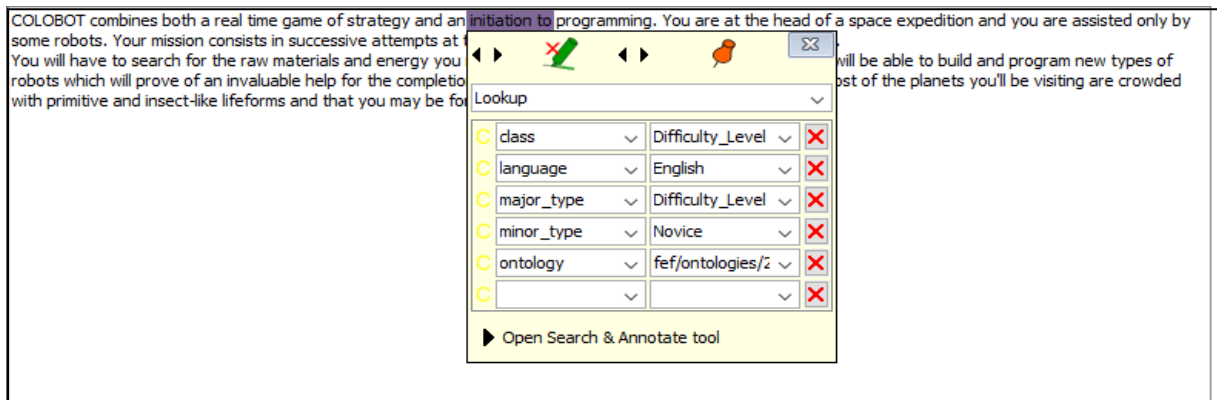 COLOBOT combines both a real time game of strategy and an initiation to programming. You are at the head of a space expedition and you are assisted only by
some robots. Your mission consists in successive attempts at
You will have to search for the raw materials and energy you will be able to build and program new types of
robots which will prove of an invaluable help for the completio ost of the planets you'll be visiting are crowded
with primitive and insect-like lifeforms and that you may be for
Lookup
C class Difficulty_Level
C language English
C major_type Difficulty_Level
C minor_type Novice
C ontology fef/ontologies/2
C
Open Search & Annotate tool